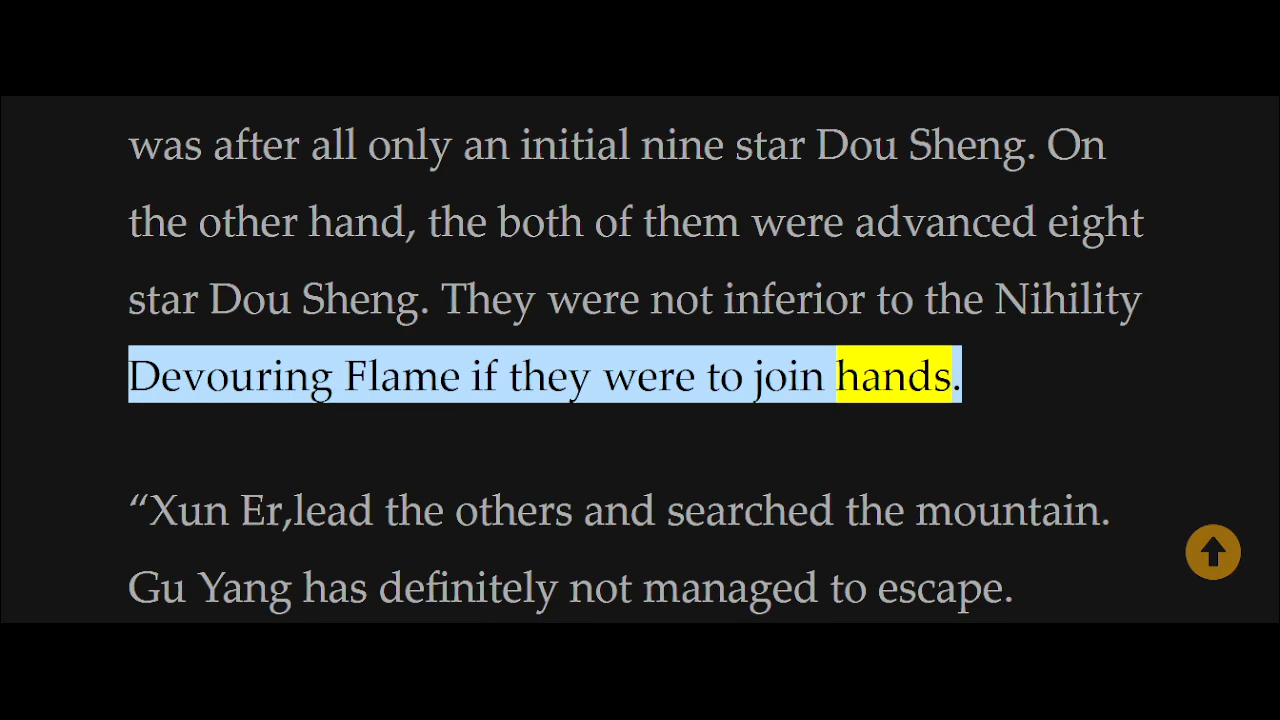 was after all only an initial nine star Dou Sheng. On
the other hand, the both of them were advanced eight
star Dou Sheng. They were not inferior to the Nihility
Devouring Flame if they were to join hands.
“Xun Er,lead the others and searched the mountain.
Gu Yang has definitely not managed to escape.